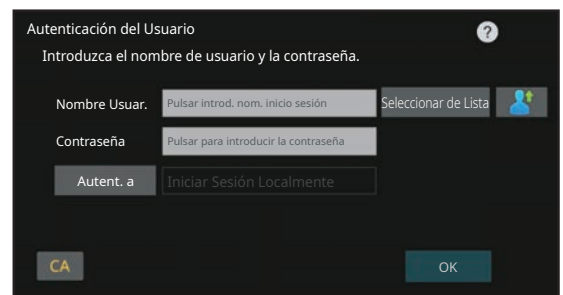 Autenticación del Usuario
?
Introduzca el nombre de usuario y la contraseña.
Nombre Usuar. Pulsar introd. nom. inicio sesión Seleccionar de Lista
Contraseña Pulsar para introducir la contraseña
Autent. a Iniciar Sesión Localmente
CA OK